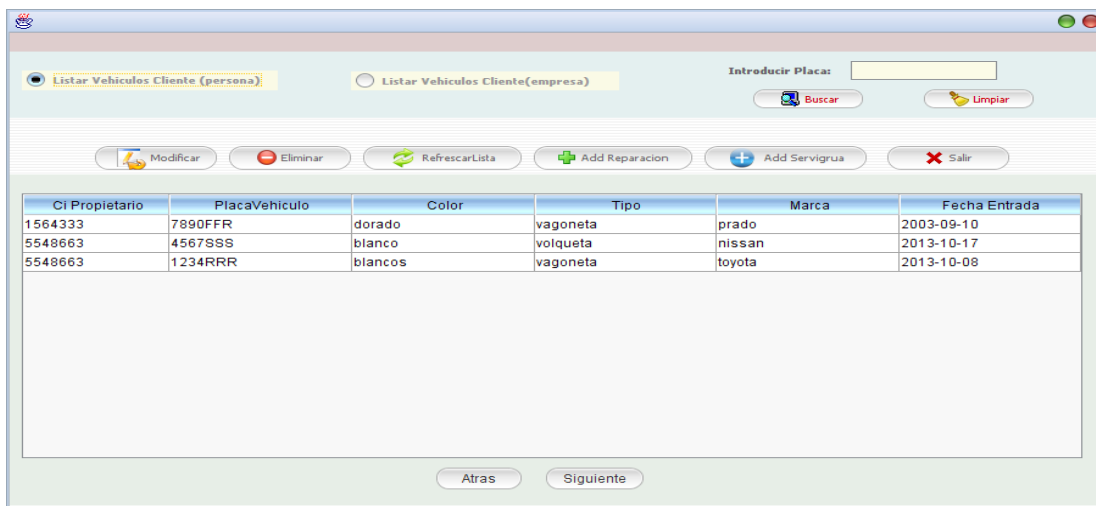 Listar Vehiculos Cliente (persona)
Listar Vehiculos Cliente(empresa)
Introducir Placa:
Buscar
Limpiar
Modificar
Eliminar
RefrescarLista
Add Reparacion
Add Servigrua
Salir
Ci Propietario PlacaVehiculo Color Tipo Marca Fecha Entrada
1564333 7890FFR dorado vagoneta prado 2003-09-10
5548663 4567SSS blanco volqueta nissan 2013-10-17
5548663 1234RRR blancos vagoneta toyota 2013-10-08
Atras
Siguiente